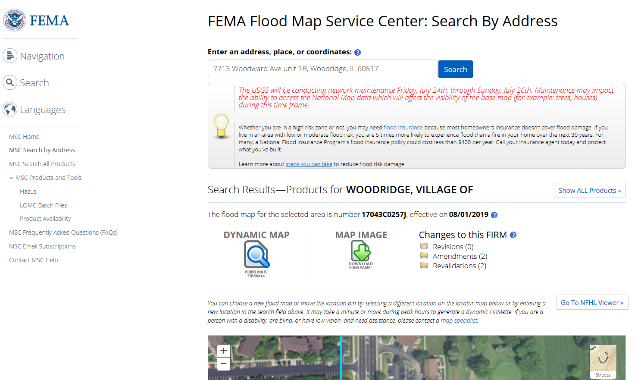 FEMA
Navigation
Search
Languages
MSC Home
MSC Search by Address
MSC Search All Products
MSC Products and Tools
Hazus
LOMC Batch Files
Product Availability
MSC Frequently Asked Questions (FAQs)
MSC Email Subscriptions
Contact MSC Help
FEMA Flood Map Service Center: Search By Address
Enter an address, place, or coordinates: ?
7713 Woodward Ave unit 1B, Woodridge, IL 60517
Search
The USGS will be conducting network maintenance Friday, July 24th, through Sunday, July 26th. Maintenance may impact
the ability to access the National Map data which will affect the visibility of the base map (for example: trees, houses)
during this time frame.
Whether you are in a high risk zone or not, you may need flood insurance because most homeowners insurance doesn't cover flood damage. If you
live in an area with low or moderate flood risk, you are 5 times more likely to experience flood than a fire in your home over the next 30 years. For
many, a National Flood Insurance Program's flood insurance policy could cost less than $400 per year. Call your insurance agent today and protect
what you've built.
Learn more about steps you can take to reduce flood risk damage.
Search Results—Products for WOODRIDGE, VILLAGE OF
Show ALL Products »
The flood map for the selected area is number 17043C0257J, effective on 08/01/2019 ?
DYNAMIC MAP
MAP IMAGE
DOWNLOAD
Changes to this FIRM ?
Revisions (0)
Amendments (2)
Revalidations (2)
You can choose a new flood map or move the location pin by selecting a different location on the locator map below or by entering a
new location in the search field above. It may take a minute or more during peak hours to generate a dynamic FIRMette. If you are a
person with a disability, are blind, or have low vision, and need assistance, please contact a map specialist.
Go To NFHL Viewer »
+
−
Streets